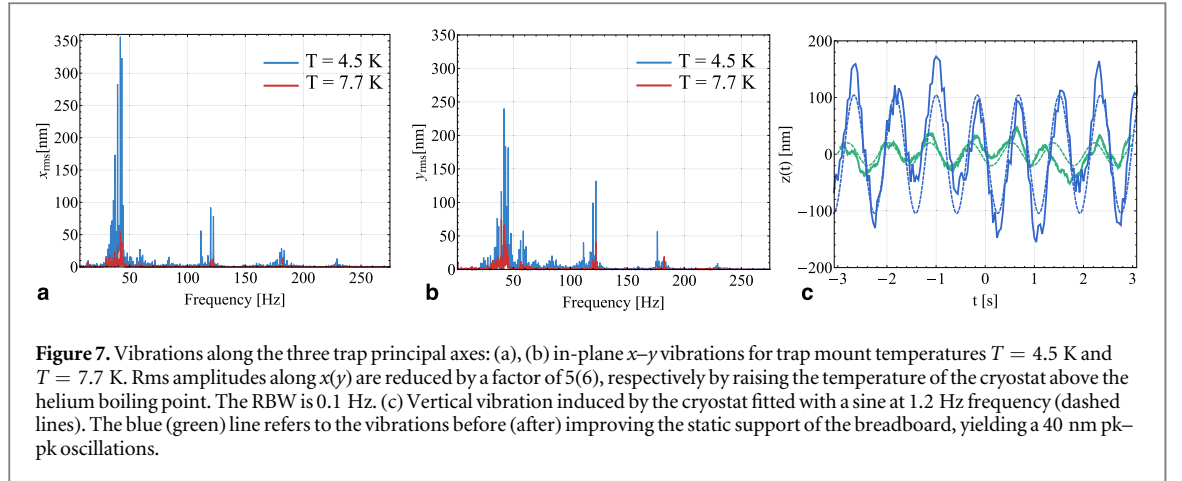 350
300
250
200
150
100
50
0
x_rms[nm]
T = 4.5 K
T = 7.7 K
50 100 150 200 250
Frequency [Hz]
a
350
300
250
200
150
100
50
0
y_rms[nm]
T = 4.5 K
T = 7.7 K
50 100 150 200 250
Frequency [Hz]
b
200
100
0
−100
−200
z(t) [nm]
−3 −2 −1 0 1 2 3
t [s]
c
Figure 7. Vibrations along the three trap principal axes: (a), (b) in-plane x–y vibrations for trap mount temperatures T = 4.5 K and
T = 7.7 K. Rms amplitudes along x(y) are reduced by a factor of 5(6), respectively by raising the temperature of the cryostat above the
helium boiling point. The RBW is 0.1 Hz. (c) Vertical vibration induced by the cryostat fitted with a sine at 1.2 Hz frequency (dashed
lines). The blue (green) line refers to the vibrations before (after) improving the static support of the breadboard, yielding a 40 nm pk–
pk oscillations.